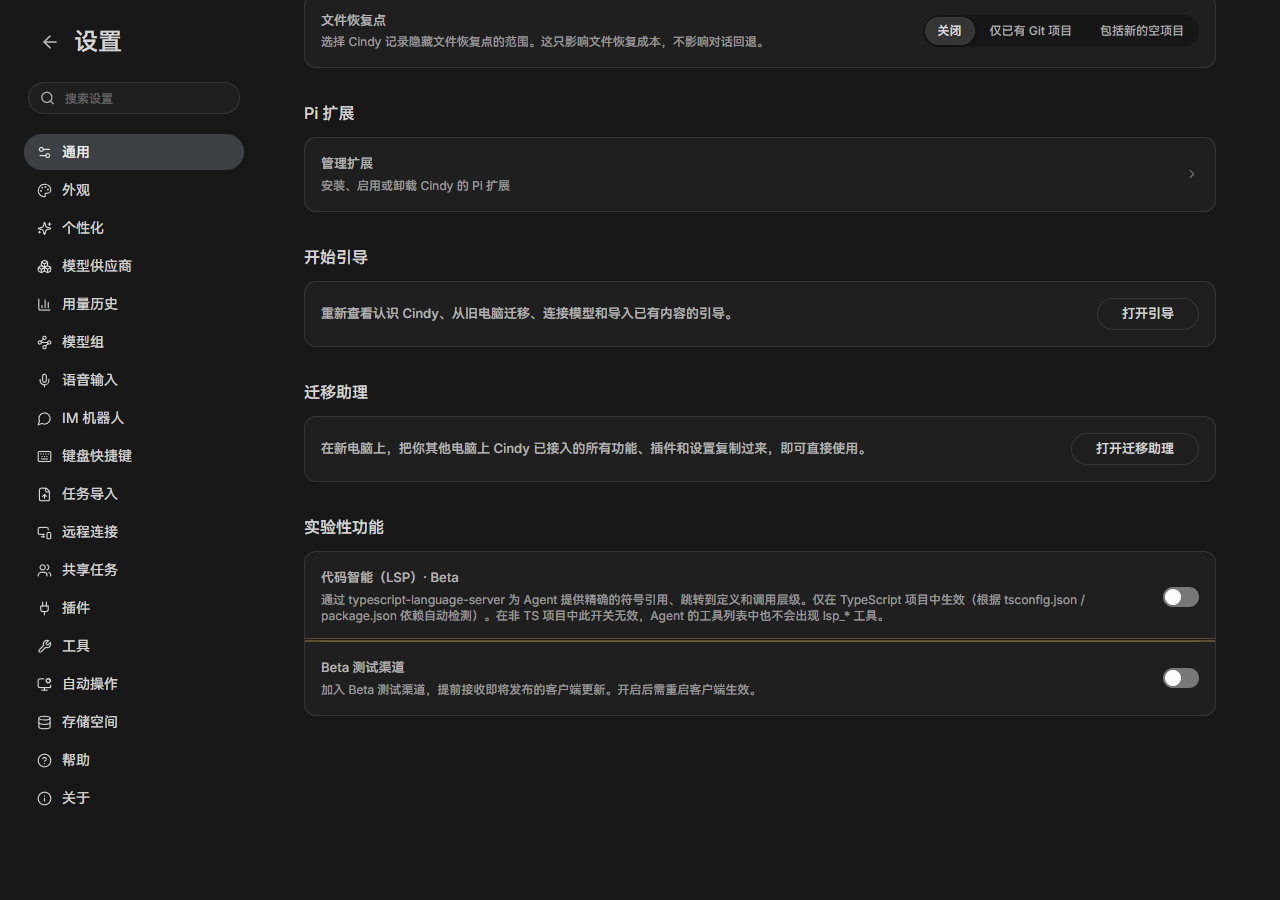 设置
搜索设置
通用
外观
个性化
模型供应商
用量历史
模型组
语音输入
IM 机器人
键盘快捷键
任务导入
远程连接
共享任务
插件
工具
自动操作
存储空间
帮助
关于
文件恢复点
选择 Cindy 记录隐藏文件恢复点的范围。这只影响文件恢复成本，不影响对话回退。
关闭
仅已有 Git 项目
包括新的空项目
Pi 扩展
管理扩展
安装、启用或卸载 Cindy 的 Pi 扩展
开始引导
重新查看认识 Cindy、从旧电脑迁移、连接模型和导入已有内容的引导。
打开引导
迁移助理
在新电脑上，把你其他电脑上 Cindy 已接入的所有功能、插件和设置复制过来，即可直接使用。
打开迁移助理
实验性功能
代码智能（LSP）· Beta
通过 typescript-language-server 为 Agent 提供精确的符号引用、跳转到定义和调用层级。仅在 TypeScript 项目中生效（根据 tsconfig.json /
package.json 依赖自动检测）。在非 TS 项目中此开关无效，Agent 的工具列表中也不会出现 lsp_* 工具。
Beta 测试渠道
加入 Beta 测试渠道，提前接收即将发布的客户端更新。开启后需重启客户端生效。